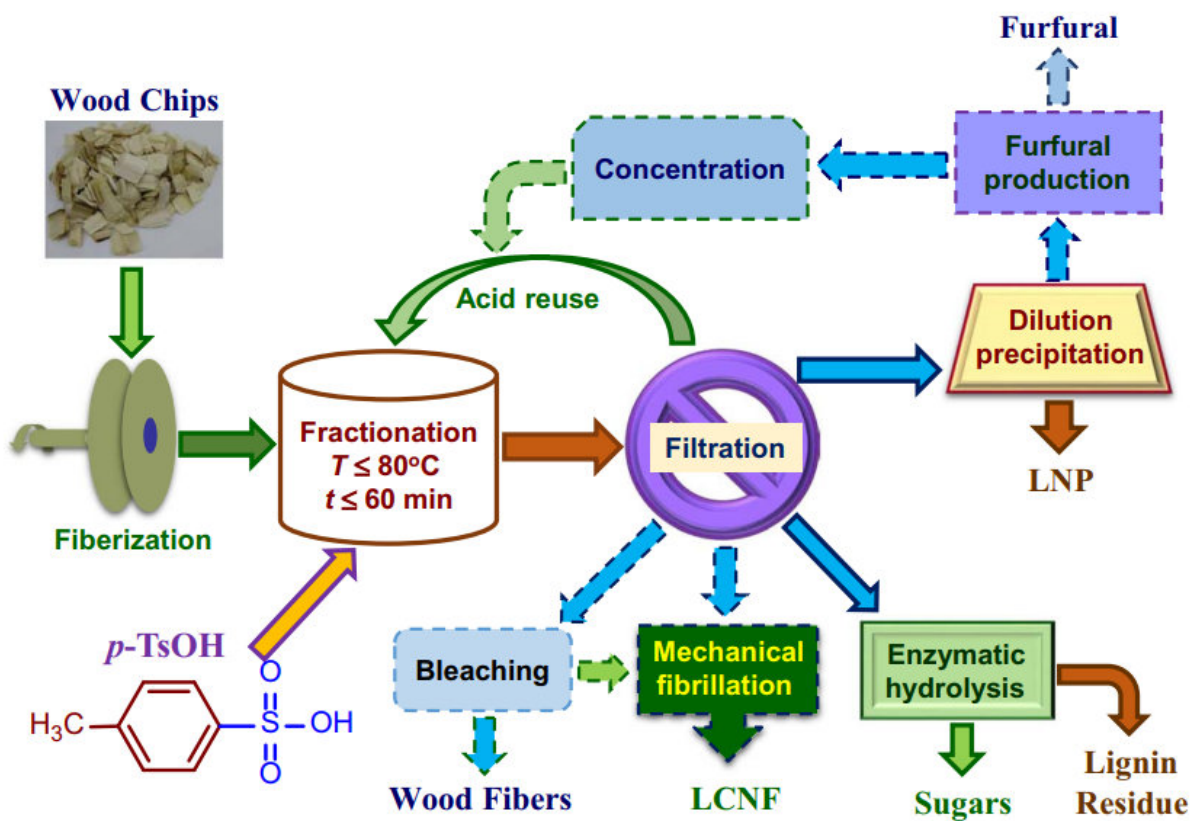 Furfural
Wood Chips
Concentration
Furfural
production
Acid reuse
Dilution
precipitation
Fractionation
T ≤ 80°C
t ≤ 60 min
Filtration
LNP
Fiberization
p-TsOH
Bleaching
Mechanical
fibrillation
Enzymatic
hydrolysis
H₃C
O
S
OH
O
Wood Fibers
LCNF
Sugars
Lignin
Residue